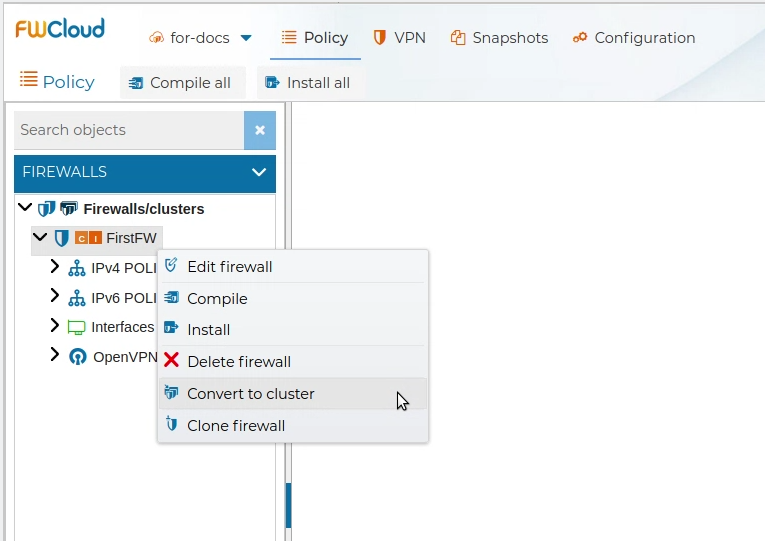 FWCloud
for-docs
Policy
VPN
Snapshots
Configuration
Policy
Compile all
Install all
Search objects
FIREWALLS
Firewalls/clusters
C I FirstFW
IPv4 POLI
IPv6 POLI
Interfaces
OpenVPN
Edit firewall
Compile
Install
Delete firewall
Convert to cluster
Clone firewall